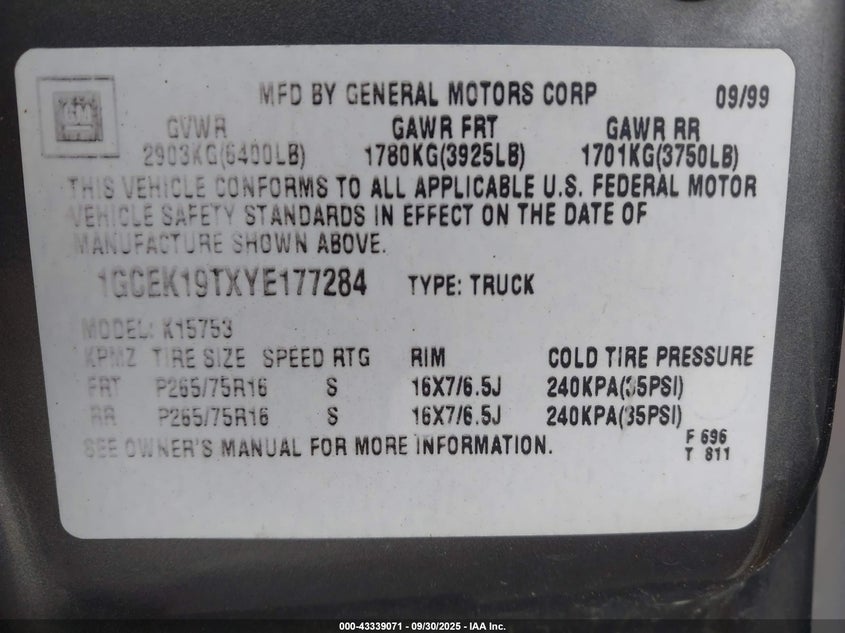 GM
MFD BY GENERAL MOTORS CORP 09/99
GVWR GAWR FRT GAWR RR
2903KG(6400LB) 1780KG(3925LB) 1701KG(3750LB)
THIS VEHICLE CONFORMS TO ALL APPLICABLE U.S. FEDERAL MOTOR
VEHICLE SAFETY STANDARDS IN EFFECT ON THE DATE OF
MANUFACTURE SHOWN ABOVE.
1GCEK19TXYE177284 TYPE: TRUCK
MODEL: K15753
KPMZ TIRE SIZE SPEED RTG RIM COLD TIRE PRESSURE
FRT P265/75R16 S 16X7/6.5J 240KPA(35PSI)
RR P265/75R16 S 16X7/6.5J 240KPA(35PSI)
SEE OWNER'S MANUAL FOR MORE INFORMATION.
F 696
T 811
000-43339071 - 09/30/2025 - IAA Inc.